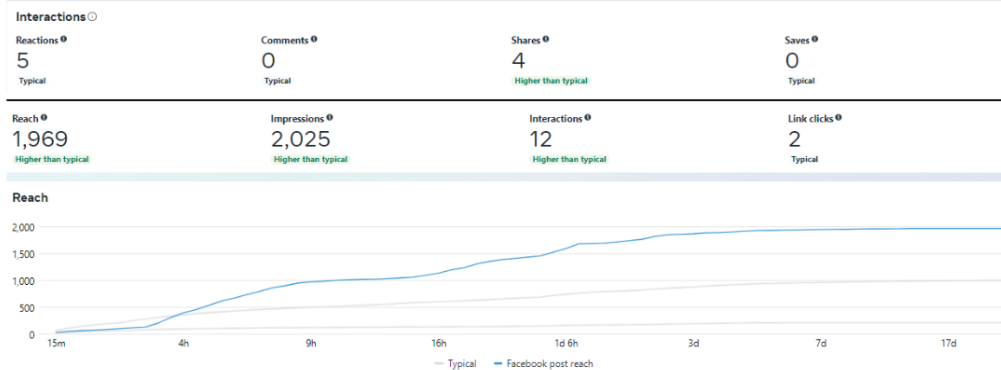 Interactions
Reactions Comments Shares Saves
5 0 4 0
Typical Typical Higher than typical Typical
Reach Impressions Interactions Link clicks
1,969 2,025 12 2
Higher than typical Higher than typical Higher than typical Typical
Reach
2,000
1,500
1,000
500
0
15m 4h 9h 16h 1d 6h 3d 7d 17d
Typical Facebook post reach